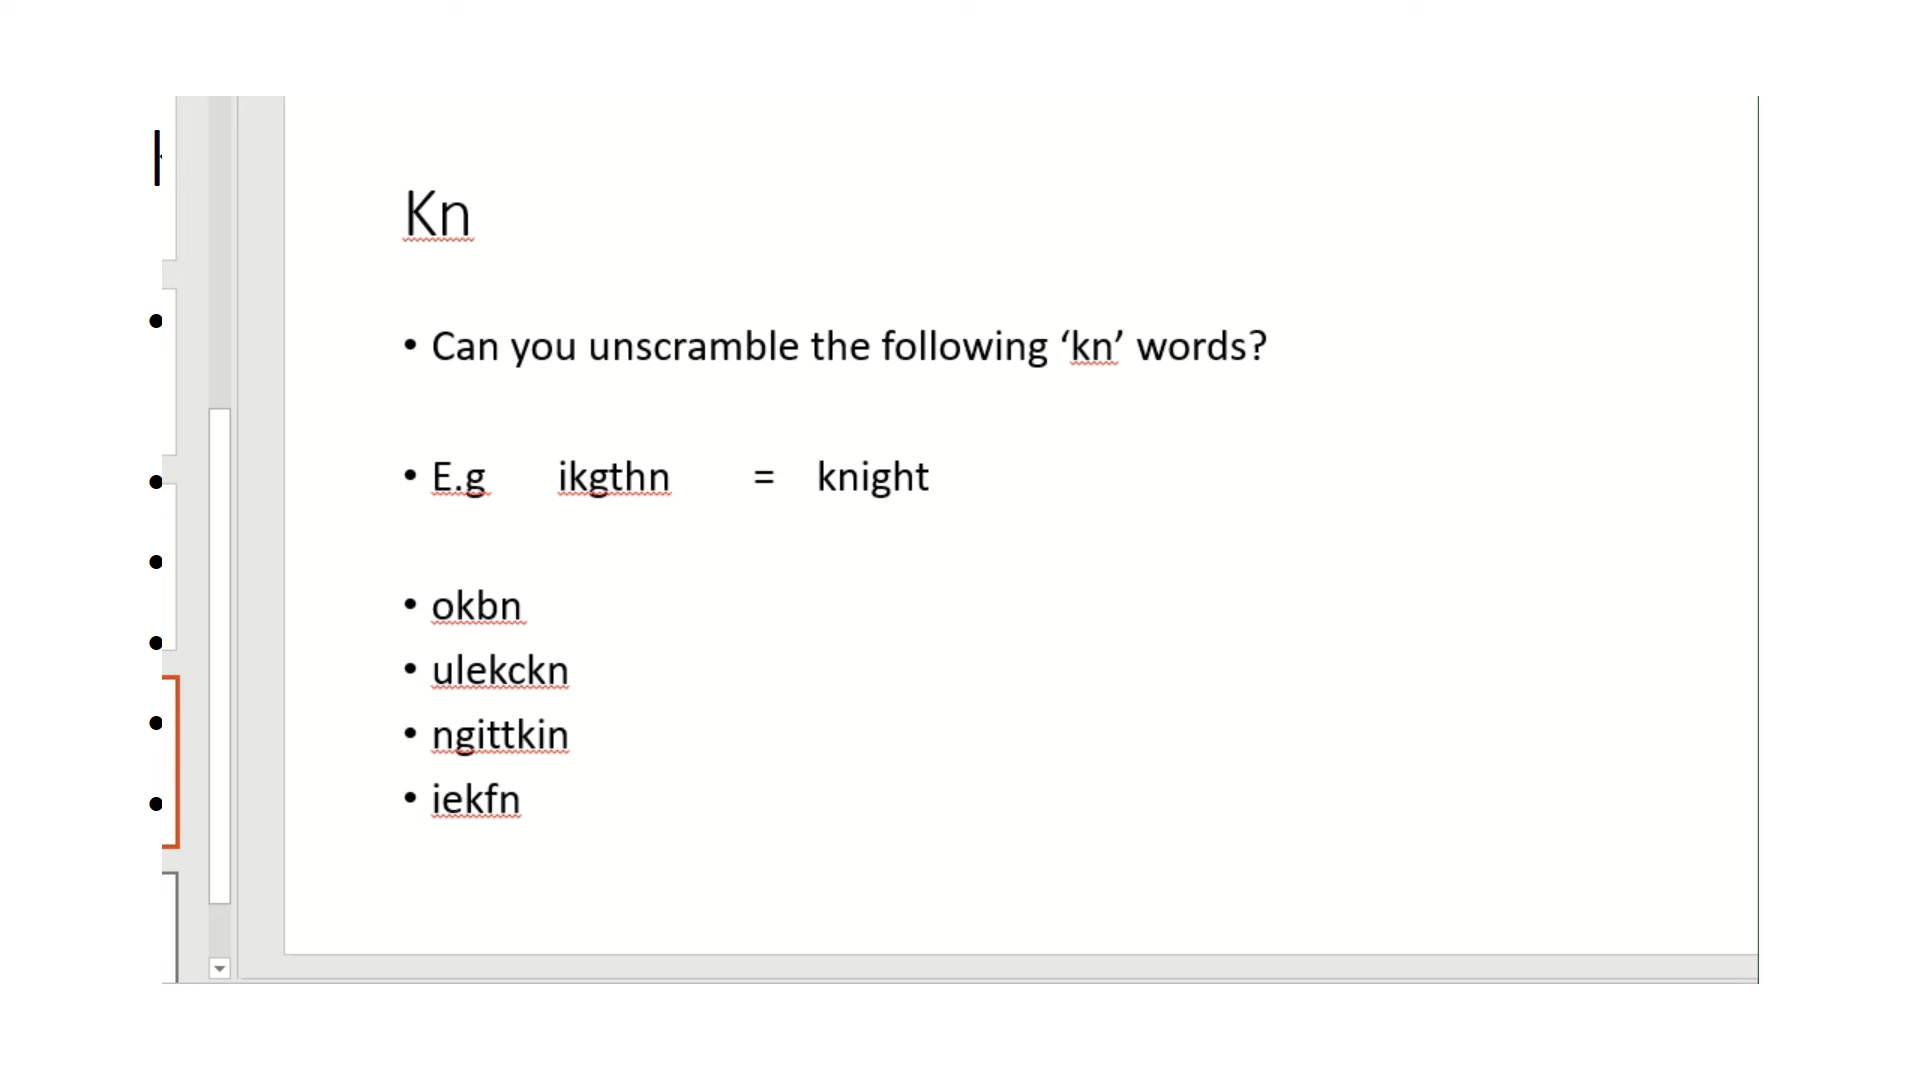 Kn
• Can you unscramble the following ‘kn’ words?
• E.g ikgthn = knight
• okbn
• ulekckn
• ngittkin
• iekfn